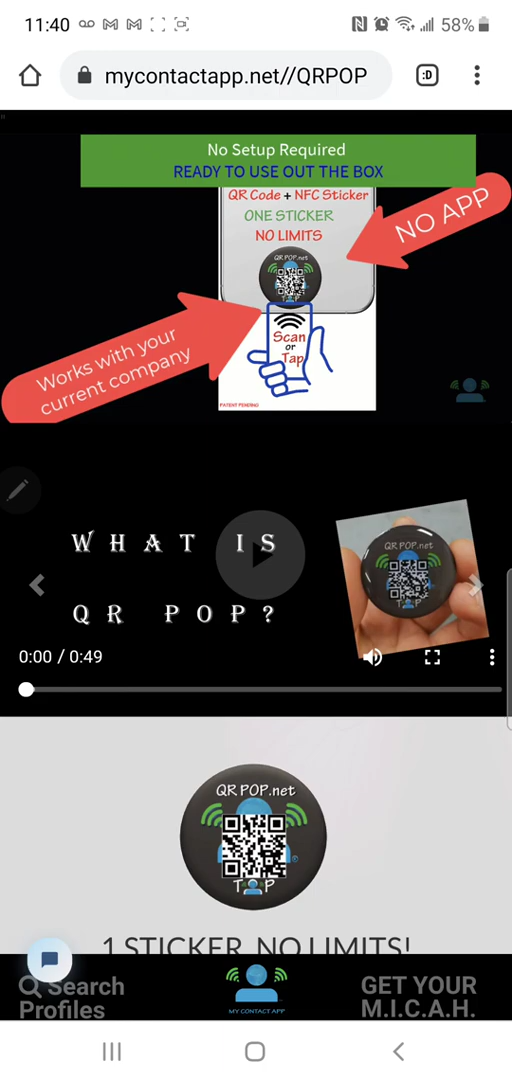 11:40
58%
mycontactapp.net//QRPOP
:D
No Setup Required
READY TO USE OUT THE BOX
QR Code + NFC Sticker
ONE STICKER
NO LIMITS
NO APP
QR POP.net
Works with your
current company
Scan
or
Tap
PATENT PENDING
WHAT IS
QR POP?
QR POP.net
0:00 / 0:49
QR POP.net
1 STICKER, NO LIMITS!
Search
Profiles
MY CONTACT APP
GET YOUR
M.I.C.A.H.